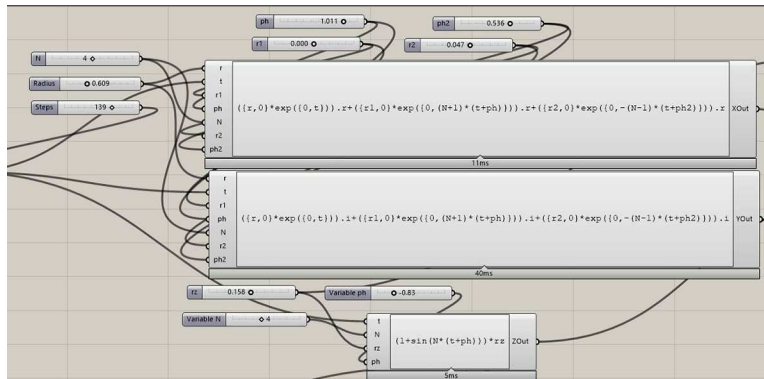 ph 1.011
ph2 0.536
r1 0.000
r2 0.047
N 4
Radius 0.609
Steps 139
r
t
r1
ph
N
r2
ph2
({r,0}*exp({0,t})).r+({r1,0}*exp({0,(N+1)*(t+ph)})).r+({r2,0}*exp({0,-(N-1)*(t+ph2)})).r
XOut
11ms
r
t
r1
ph
N
r2
ph2
({r,0}*exp({0,t})).i+({r1,0}*exp({0,(N+1)*(t+ph)})).i+({r2,0}*exp({0,-(N-1)*(t+ph2)})).i
YOut
40ms
rz 0.158
Variable ph -0.83
Variable N 4
t
N
rz
ph
(1+sin(N*(t+ph)))*rz
ZOut
5ms